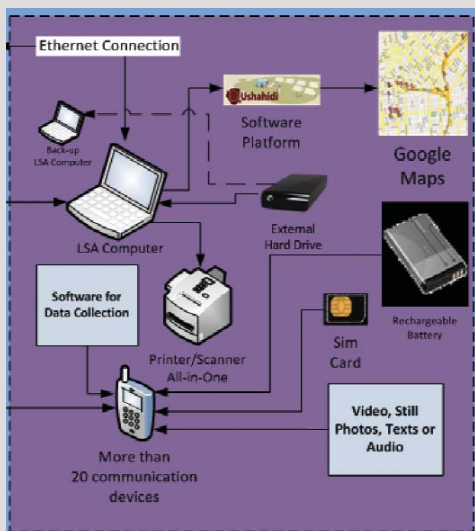 Ethernet Connection
Back-up
LSA Computer
LSA Computer
Ushahidi
Software
Platform
Google
Maps
External
Hard Drive
Software for
Data Collection
Printer/Scanner
All-in-One
Sim
Card
Rechargeable
Battery
More than
20 communication
devices
Video, Still
Photos, Texts or
Audio